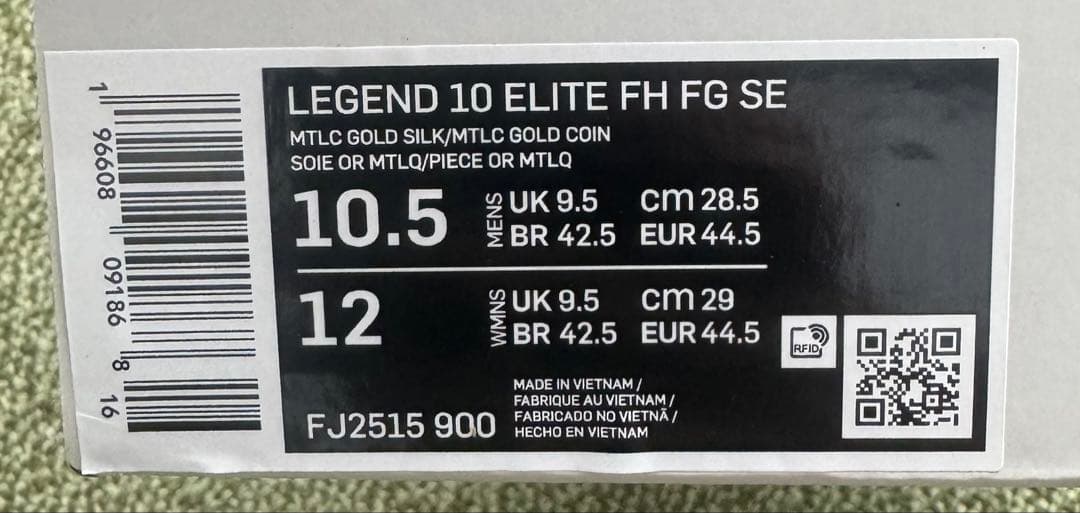 LEGEND 10 ELITE FH FG SE
MTLC GOLD SILK/MTLC GOLD COIN
SOIE OR MTLQ/PIECE OR MTLQ
10.5 MENS UK 9.5 cm 28.5
BR 42.5 EUR 44.5
12 WMNS UK 9.5 cm 29
BR 42.5 EUR 44.5
RFID
MADE IN VIETNAM /
FABRIQUE AU VIETNAM /
FABRICADO NO VIETNÃ /
HECHO EN VIETNAM
FJ2515 900
1 96608 09186 8 16